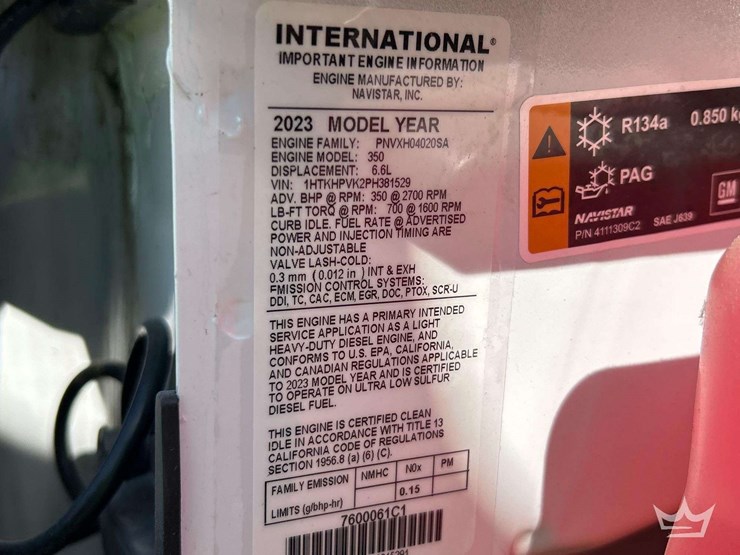 INTERNATIONAL®
IMPORTANT ENGINE INFORMATION
ENGINE MANUFACTURED BY:
NAVISTAR, INC.
2023 MODEL YEAR
ENGINE FAMILY: PNVXH04020SA
ENGINE MODEL: 350
DISPLACEMENT: 6.6L
VIN: 1HTKHPVK2PH381529
ADV. BHP @ RPM: 350 @ 2700 RPM
LB-FT TORQ @ RPM: 700 @ 1600 RPM
CURB IDLE. FUEL RATE @ ADVERTISED
POWER AND INJECTION TIMING ARE
NON-ADJUSTABLE
VALVE LASH-COLD:
0.3 mm (0.012 in) INT & EXH
EMISSION CONTROL SYSTEMS:
DDI, TC, CAC, ECM, EGR, DOC, PTOX, SCR-U
THIS ENGINE HAS A PRIMARY INTENDED
SERVICE APPLICATION AS A LIGHT
HEAVY-DUTY DIESEL ENGINE, AND
CONFORMS TO U.S. EPA, CALIFORNIA,
AND CANADIAN REGULATIONS APPLICABLE
TO 2023 MODEL YEAR AND IS CERTIFIED
TO OPERATE ON ULTRA LOW SULFUR
DIESEL FUEL.
THIS ENGINE IS CERTIFIED CLEAN
IDLE IN ACCORDANCE WITH TITLE 13
CALIFORNIA CODE OF REGULATIONS
SECTION 1956.8 (a) (6) (C).
FAMILY EMISSION NMHC N0x PM
LIMITS (g/bhp-hr) 0.15
7600061C1
R134a 0.850 kg
PAG
GM
NAVISTAR SAE J639
P/N 4111309C2